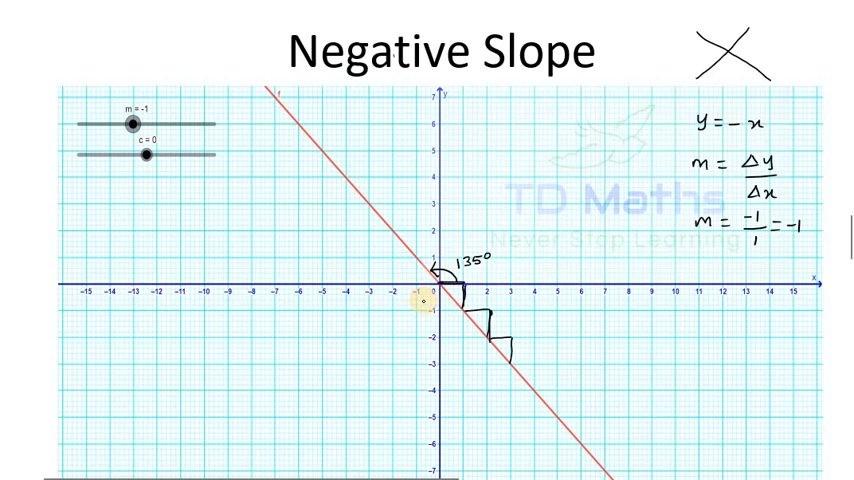 Negative Slope
m = -1
c = 0
f
y
7
6
5
4
3
2
1
135°
x
-15 -14 -13 -12 -11 -10 -9 -8 -7 -6 -5 -4 -3 -2 -1 0 1 2 3 4 5 6 7 8 9 10 11 12 13 14 15
-1
-2
-3
-4
-5
-6
-7
y = - x
m = Δy / Δx
m = -1 / 1 = -1
TD Maths
Never Stop Learning